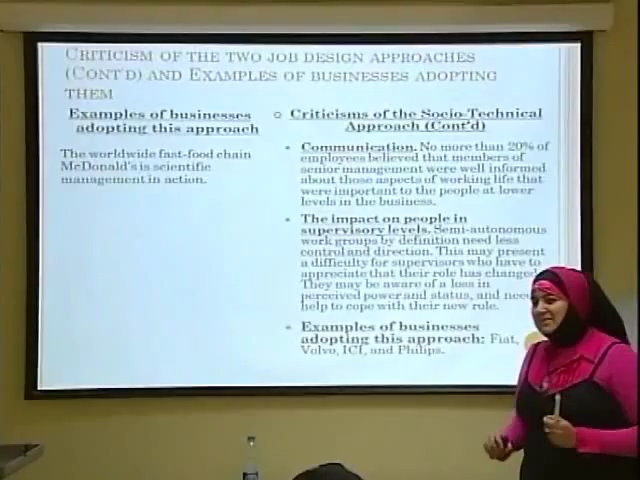 CRITICISM OF THE TWO JOB DESIGN APPROACHES
(CONT'D) AND EXAMPLES OF BUSINESSES ADOPTING
THEM
Examples of businesses
adopting this approach
The worldwide fast-food chain
McDonald's is scientific
management in action.
Criticisms of the Socio-Technical
Approach (Cont'd)
Communication. No more than 20% of
employees believed that members of
senior management were well informed
about those aspects of working life that
were important to the people at lower
levels in the business.
The impact on people in
supervisory levels. Semi-autonomous
work groups by definition need less
control and direction. This may present
a difficulty for supervisors who have to
appreciate that their role has changed.
They may be aware of a loss in
perceived power and status, and need
help to cope with their new role.
Examples of businesses
adopting this approach: Fiat,
Volvo, ICI, and Philips.